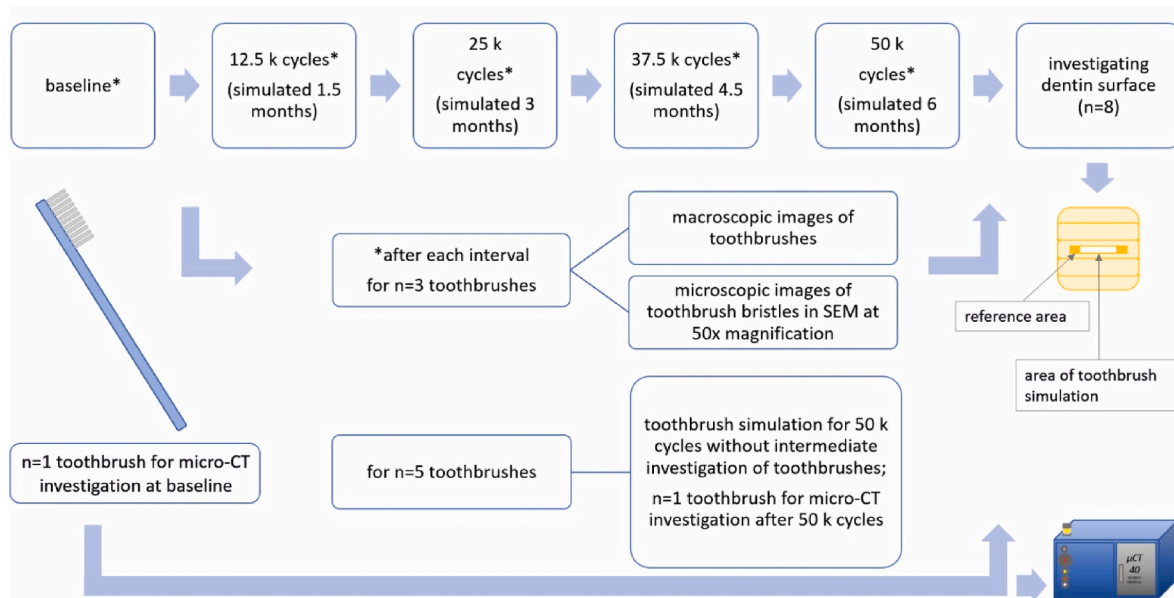 baseline*
12.5 k cycles*
(simulated 1.5
months)
25 k
cycles*
(simulated 3
months)
37.5 k cycles*
(simulated 4.5
months)
50 k
cycles*
(simulated 6
months)
investigating
dentin surface
(n=8)
*after each interval
for n=3 toothbrushes
macroscopic images of
toothbrushes
microscopic images of
toothbrush bristles in SEM at
50x magnification
reference area
area of toothbrush
simulation
n=1 toothbrush for micro-CT
investigation at baseline
for n=5 toothbrushes
toothbrush simulation for 50 k
cycles without intermediate
investigation of toothbrushes;
n=1 toothbrush for micro-CT
investigation after 50 k cycles
µCT
40